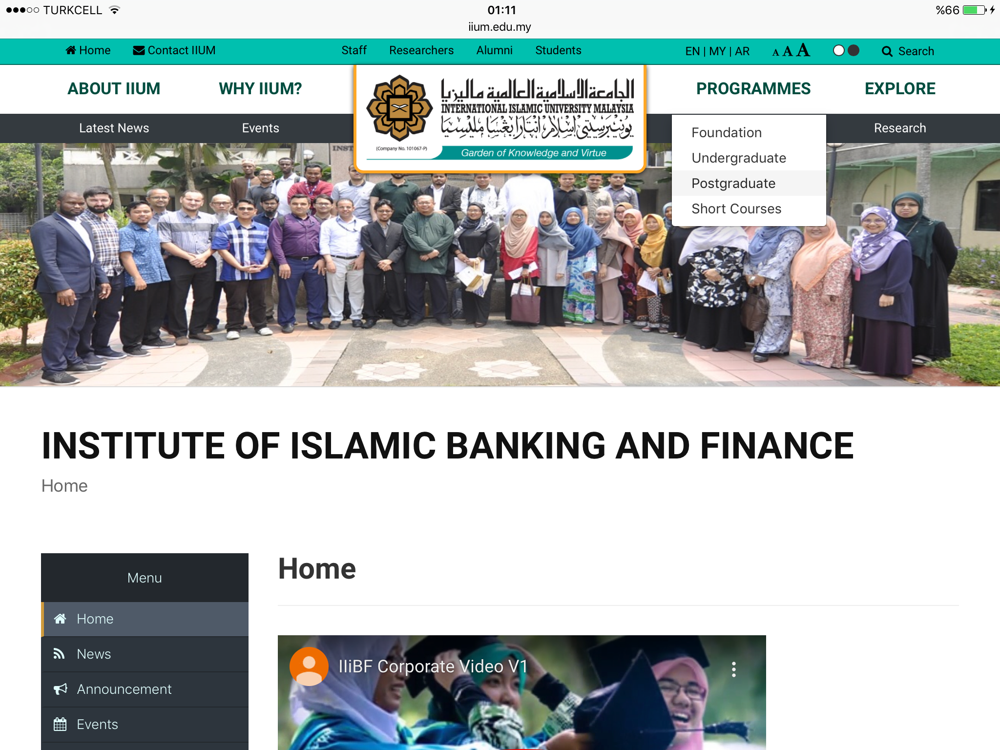 TURKCELL
01:11
%66
iium.edu.my
Home
Contact IIUM
Staff
Researchers
Alumni
Students
EN | MY | AR
A A A
Search
ABOUT IIUM
WHY IIUM?
الجامعة الإسلامية العالمية ماليزيا
INTERNATIONAL ISLAMIC UNIVERSITY MALAYSIA
يونيۏرسيتي اسلام انتارابڠسا مليسيا
(Company No. 101067-P)
Garden of Knowledge and Virtue
PROGRAMMES
EXPLORE
Latest News
Events
Research
Foundation
Undergraduate
Postgraduate
Short Courses
INST
INSTITUTE OF ISLAMIC BANKING AND FINANCE
Home
Menu
Home
News
Announcement
Events
Home
IIiBF Corporate Video V1